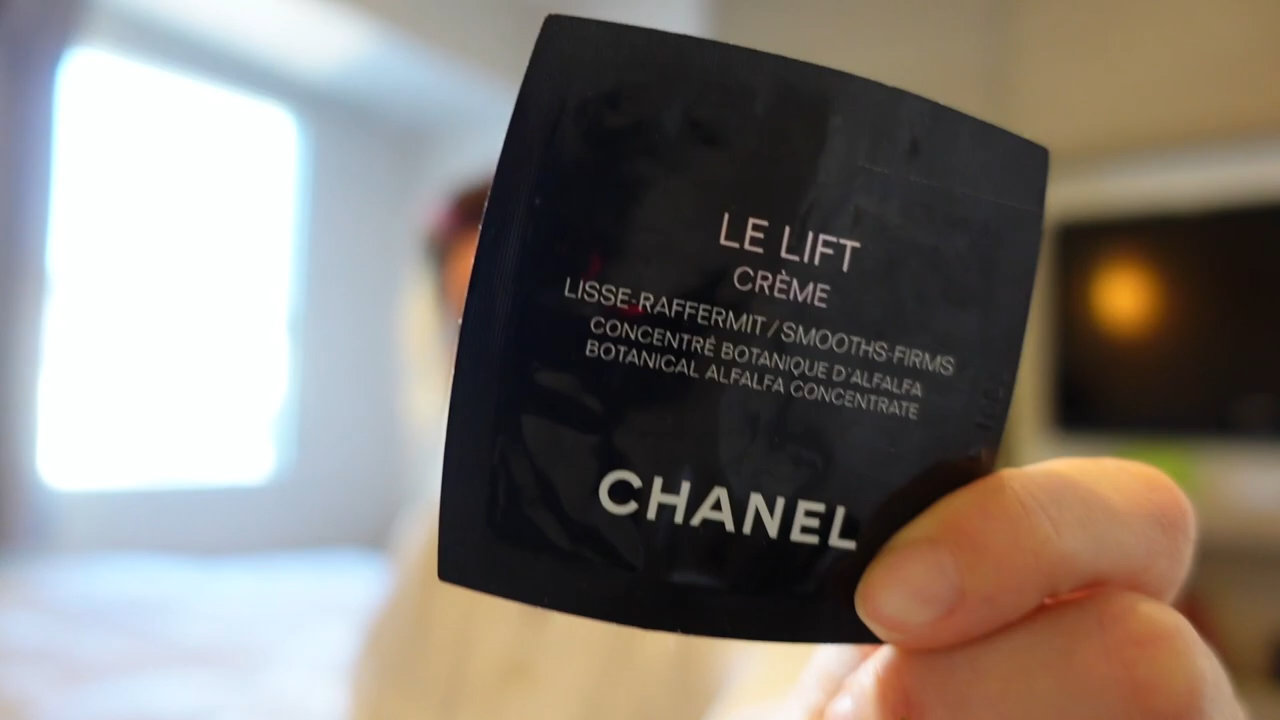 LE LIFT
CRÈME
LISSE-RAFFERMIT / SMOOTHS-FIRMS
CONCENTRÉ BOTANIQUE D'ALFALFA
BOTANICAL ALFALFA CONCENTRATE
CHANEL